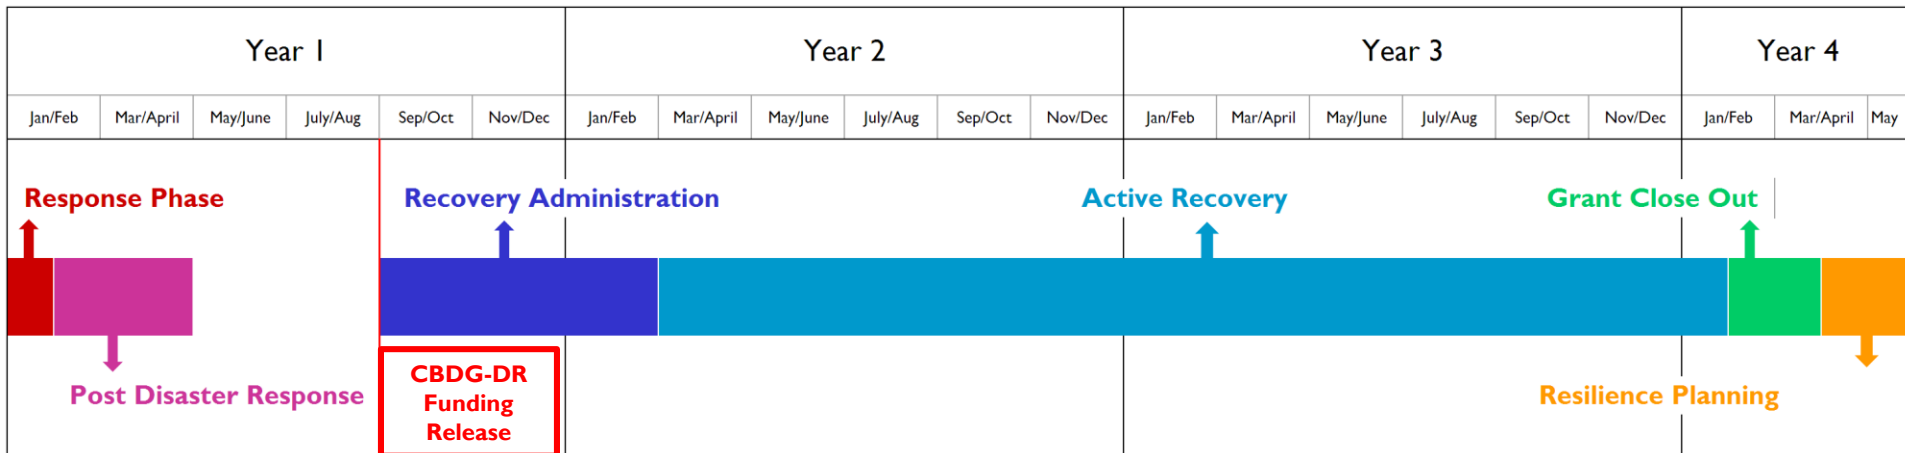 Year 1 Year 2 Year 3 Year 4
Jan/Feb Mar/April May/June July/Aug Sep/Oct Nov/Dec Jan/Feb Mar/April May/June July/Aug Sep/Oct Nov/Dec Jan/Feb Mar/April May/June July/Aug Sep/Oct Nov/Dec Jan/Feb Mar/April May
Response Phase Recovery Administration Active Recovery Grant Close Out
Post Disaster Response Resilience Planning
CBDG-DR
Funding
Release